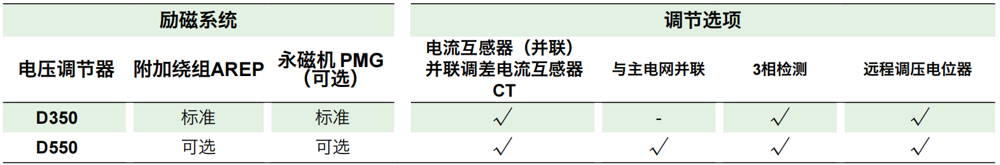 励磁系统 调节选项
电压调节器 附加绕组AREP 永磁机 PMG
（可选） 电流互感器（并联）
并联调差电流互感器
CT 与主电网并联 3相检测 远程调压电位器
D350 标准 标准 √ - √ √
D550 可选 可选 √ √ √ √